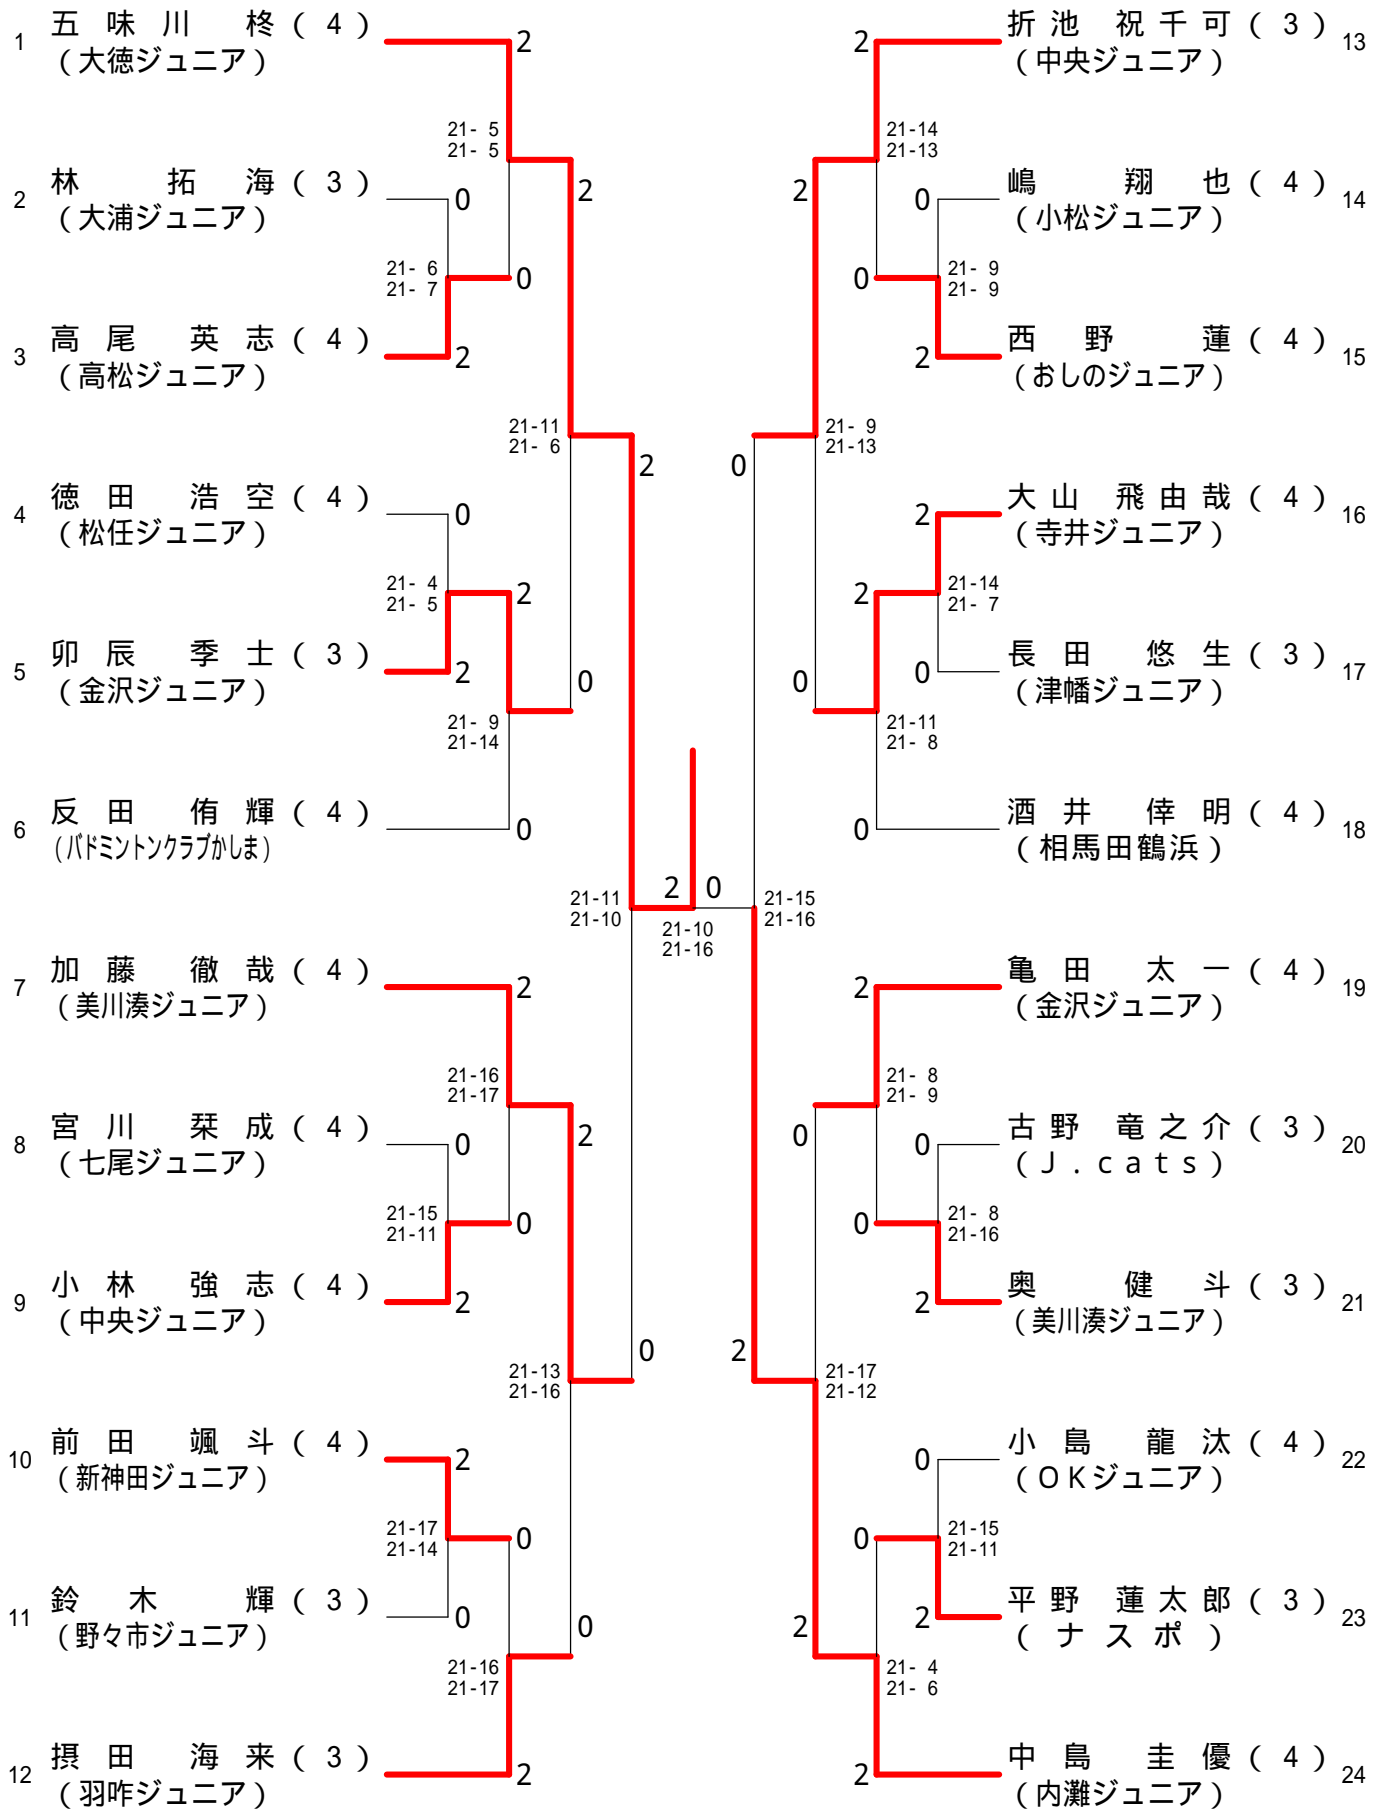 1 五味川 柊 ( 4 )
(大徳ジュニア)
2 林 拓海 ( 3 )
(大浦ジュニア)
3 高尾 英志 ( 4 )
(高松ジュニア)
4 徳田 浩空 ( 4 )
(松任ジュニア)
5 卯辰 季士 ( 3 )
(金沢ジュニア)
6 反田 侑輝 ( 4 )
(バドミントンクラブかしま)
7 加藤 徹哉 ( 4 )
(美川湊ジュニア)
8 宮川 栞成 ( 4 )
(七尾ジュニア)
9 小林 強志 ( 4 )
(中央ジュニア)
10 前田 颯斗 ( 4 )
(新神田ジュニア)
11 鈴木 輝 ( 3 )
(野々市ジュニア)
12 摂田 海来 ( 3 )
(羽咋ジュニア)
2
21- 5
21- 5
0
2
21- 6
21- 7
0
2
21-11
21- 6
2
0
21- 4
21- 5
2
2
0
21- 9
21-14
0
21-11
21-10
2
21-16
21-17
0
2
21-15
21-11
0
2
21-13
21-16
0
2
21-17
21-14
0
0
0
21-16
21-17
2
2 0
21-10
21-16
折池 祝千可 ( 3 ) 13
(中央ジュニア)
嶋 翔也 ( 4 ) 14
(小松ジュニア)
西野 蓮 ( 4 ) 15
(おしのジュニア)
大山 飛由哉 ( 4 ) 16
(寺井ジュニア)
長田 悠生 ( 3 ) 17
(津幡ジュニア)
酒井 倖明 ( 4 ) 18
(相馬田鶴浜)
亀田 太一 ( 4 ) 19
(金沢ジュニア)
古野 竜之介 ( 3 ) 20
(J.cats)
奥 健斗 ( 3 ) 21
(美川湊ジュニア)
小島 龍汰 ( 4 ) 22
(OKジュニア)
平野 蓮太郎 ( 3 ) 23
(ナスポ)
中島 圭優 ( 4 ) 24
(内灘ジュニア)
2
21-14
21-13
2
0
0
21- 9
21- 9
2
21- 9
21-13
0
2
2
21-14
21- 7
0
0
21-11
21- 8
0
21-15
21-16
2
21- 8
21- 9
0
0
0
21- 8
21-16
2
2
21-17
21-12
0
0
21-15
21-11
2
2
21- 4
21- 6
2